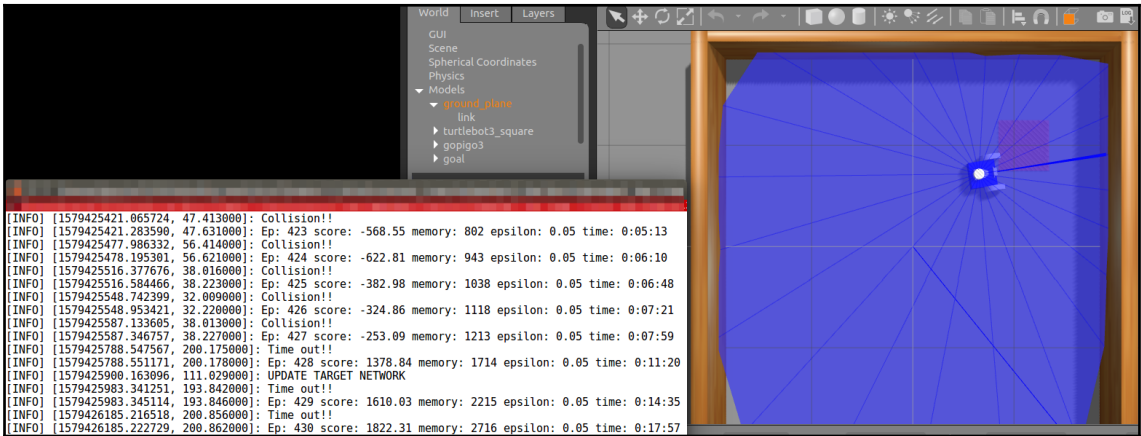 World Insert Layers
GUI
Scene
Spherical Coordinates
Physics
Models
ground_plane
link
turtlebot3_square
gopigo3
goal
LOG
[INFO] [1579425421.065724, 47.413000]: Collision!!
[INFO] [1579425421.283590, 47.631000]: Ep: 423 score: -568.55 memory: 802 epsilon: 0.05 time: 0:05:13
[INFO] [1579425477.986332, 56.414000]: Collision!!
[INFO] [1579425478.195301, 56.621000]: Ep: 424 score: -622.81 memory: 943 epsilon: 0.05 time: 0:06:10
[INFO] [1579425516.377676, 38.016000]: Collision!!
[INFO] [1579425516.584466, 38.223000]: Ep: 425 score: -382.98 memory: 1038 epsilon: 0.05 time: 0:06:48
[INFO] [1579425548.742399, 32.009000]: Collision!!
[INFO] [1579425548.953421, 32.220000]: Ep: 426 score: -324.86 memory: 1118 epsilon: 0.05 time: 0:07:21
[INFO] [1579425587.133605, 38.013000]: Collision!!
[INFO] [1579425587.346757, 38.227000]: Ep: 427 score: -253.09 memory: 1213 epsilon: 0.05 time: 0:07:59
[INFO] [1579425788.547567, 200.175000]: Time out!!
[INFO] [1579425788.551171, 200.178000]: Ep: 428 score: 1378.84 memory: 1714 epsilon: 0.05 time: 0:11:20
[INFO] [1579425900.163096, 111.029000]: UPDATE TARGET NETWORK
[INFO] [1579425983.341251, 193.842000]: Time out!!
[INFO] [1579425983.345114, 193.846000]: Ep: 429 score: 1610.03 memory: 2215 epsilon: 0.05 time: 0:14:35
[INFO] [1579426185.216518, 200.856000]: Time out!!
[INFO] [1579426185.222729, 200.862000]: Ep: 430 score: 1822.31 memory: 2716 epsilon: 0.05 time: 0:17:57